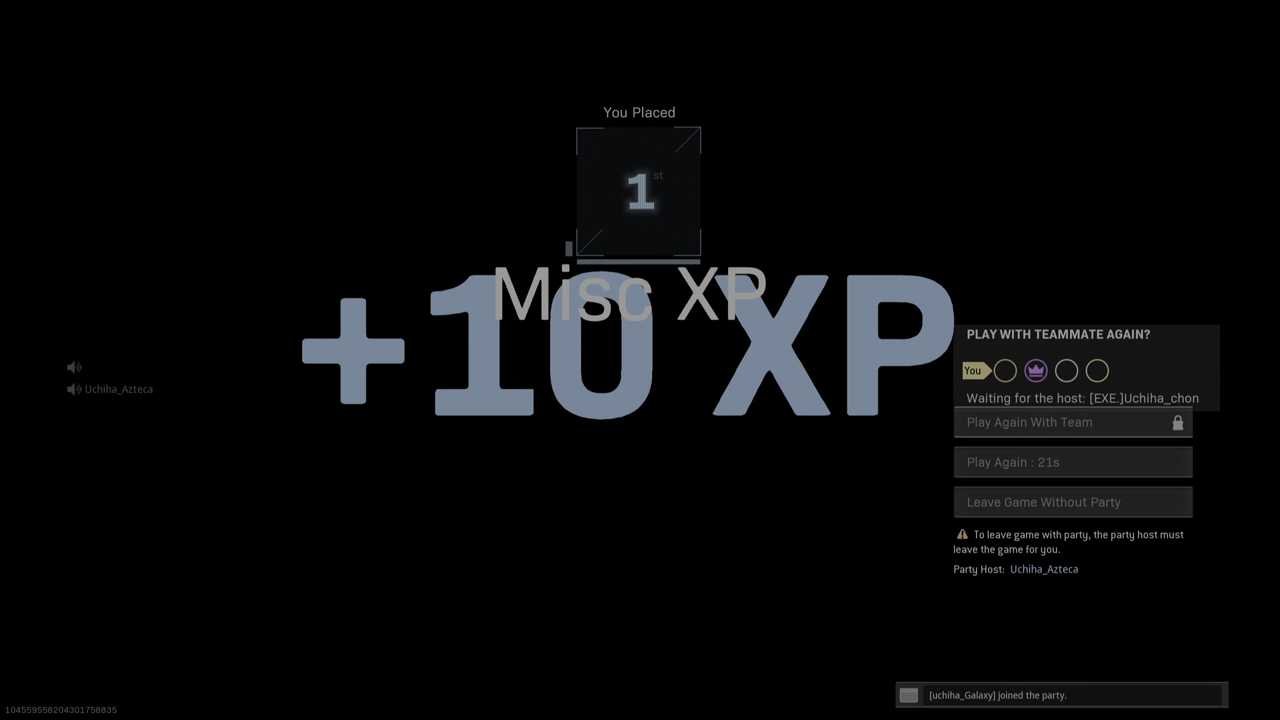 You Placed
1st
Misc XP
+10 XP
PLAY WITH TEAMMATE AGAIN?
You
Waiting for the host: [EXE.]Uchiha_chon
Play Again With Team
Play Again : 21s
Leave Game Without Party
To leave game with party, the party host must
leave the game for you.
Party Host: Uchiha_Azteca
Uchiha_Azteca
[uchiha_Galaxy] joined the party.
104559558204301758835